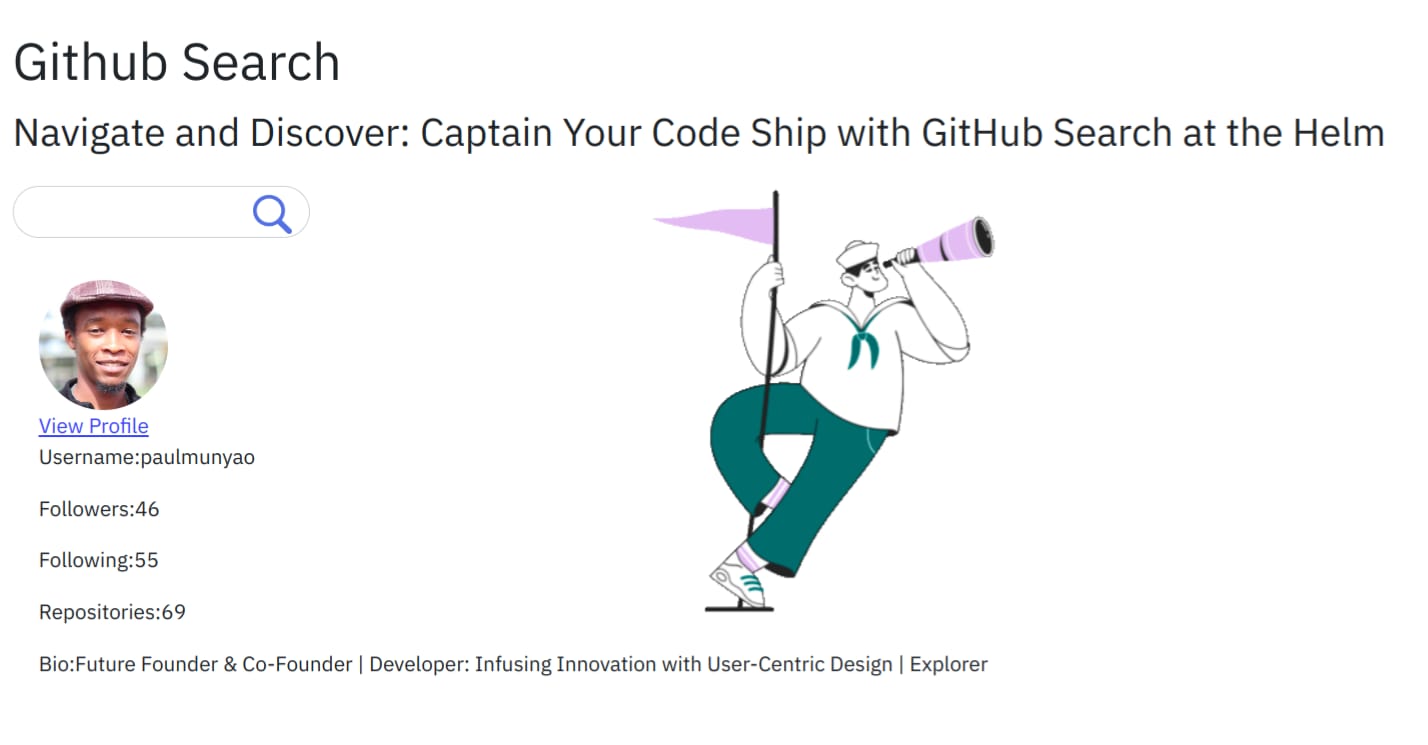 Github Search
Navigate and Discover: Captain Your Code Ship with GitHub Search at the Helm
View Profile
Username:paulmunyao
Followers:46
Following:55
Repositories:69
Bio:Future Founder & Co-Founder | Developer: Infusing Innovation with User-Centric Design | Explorer